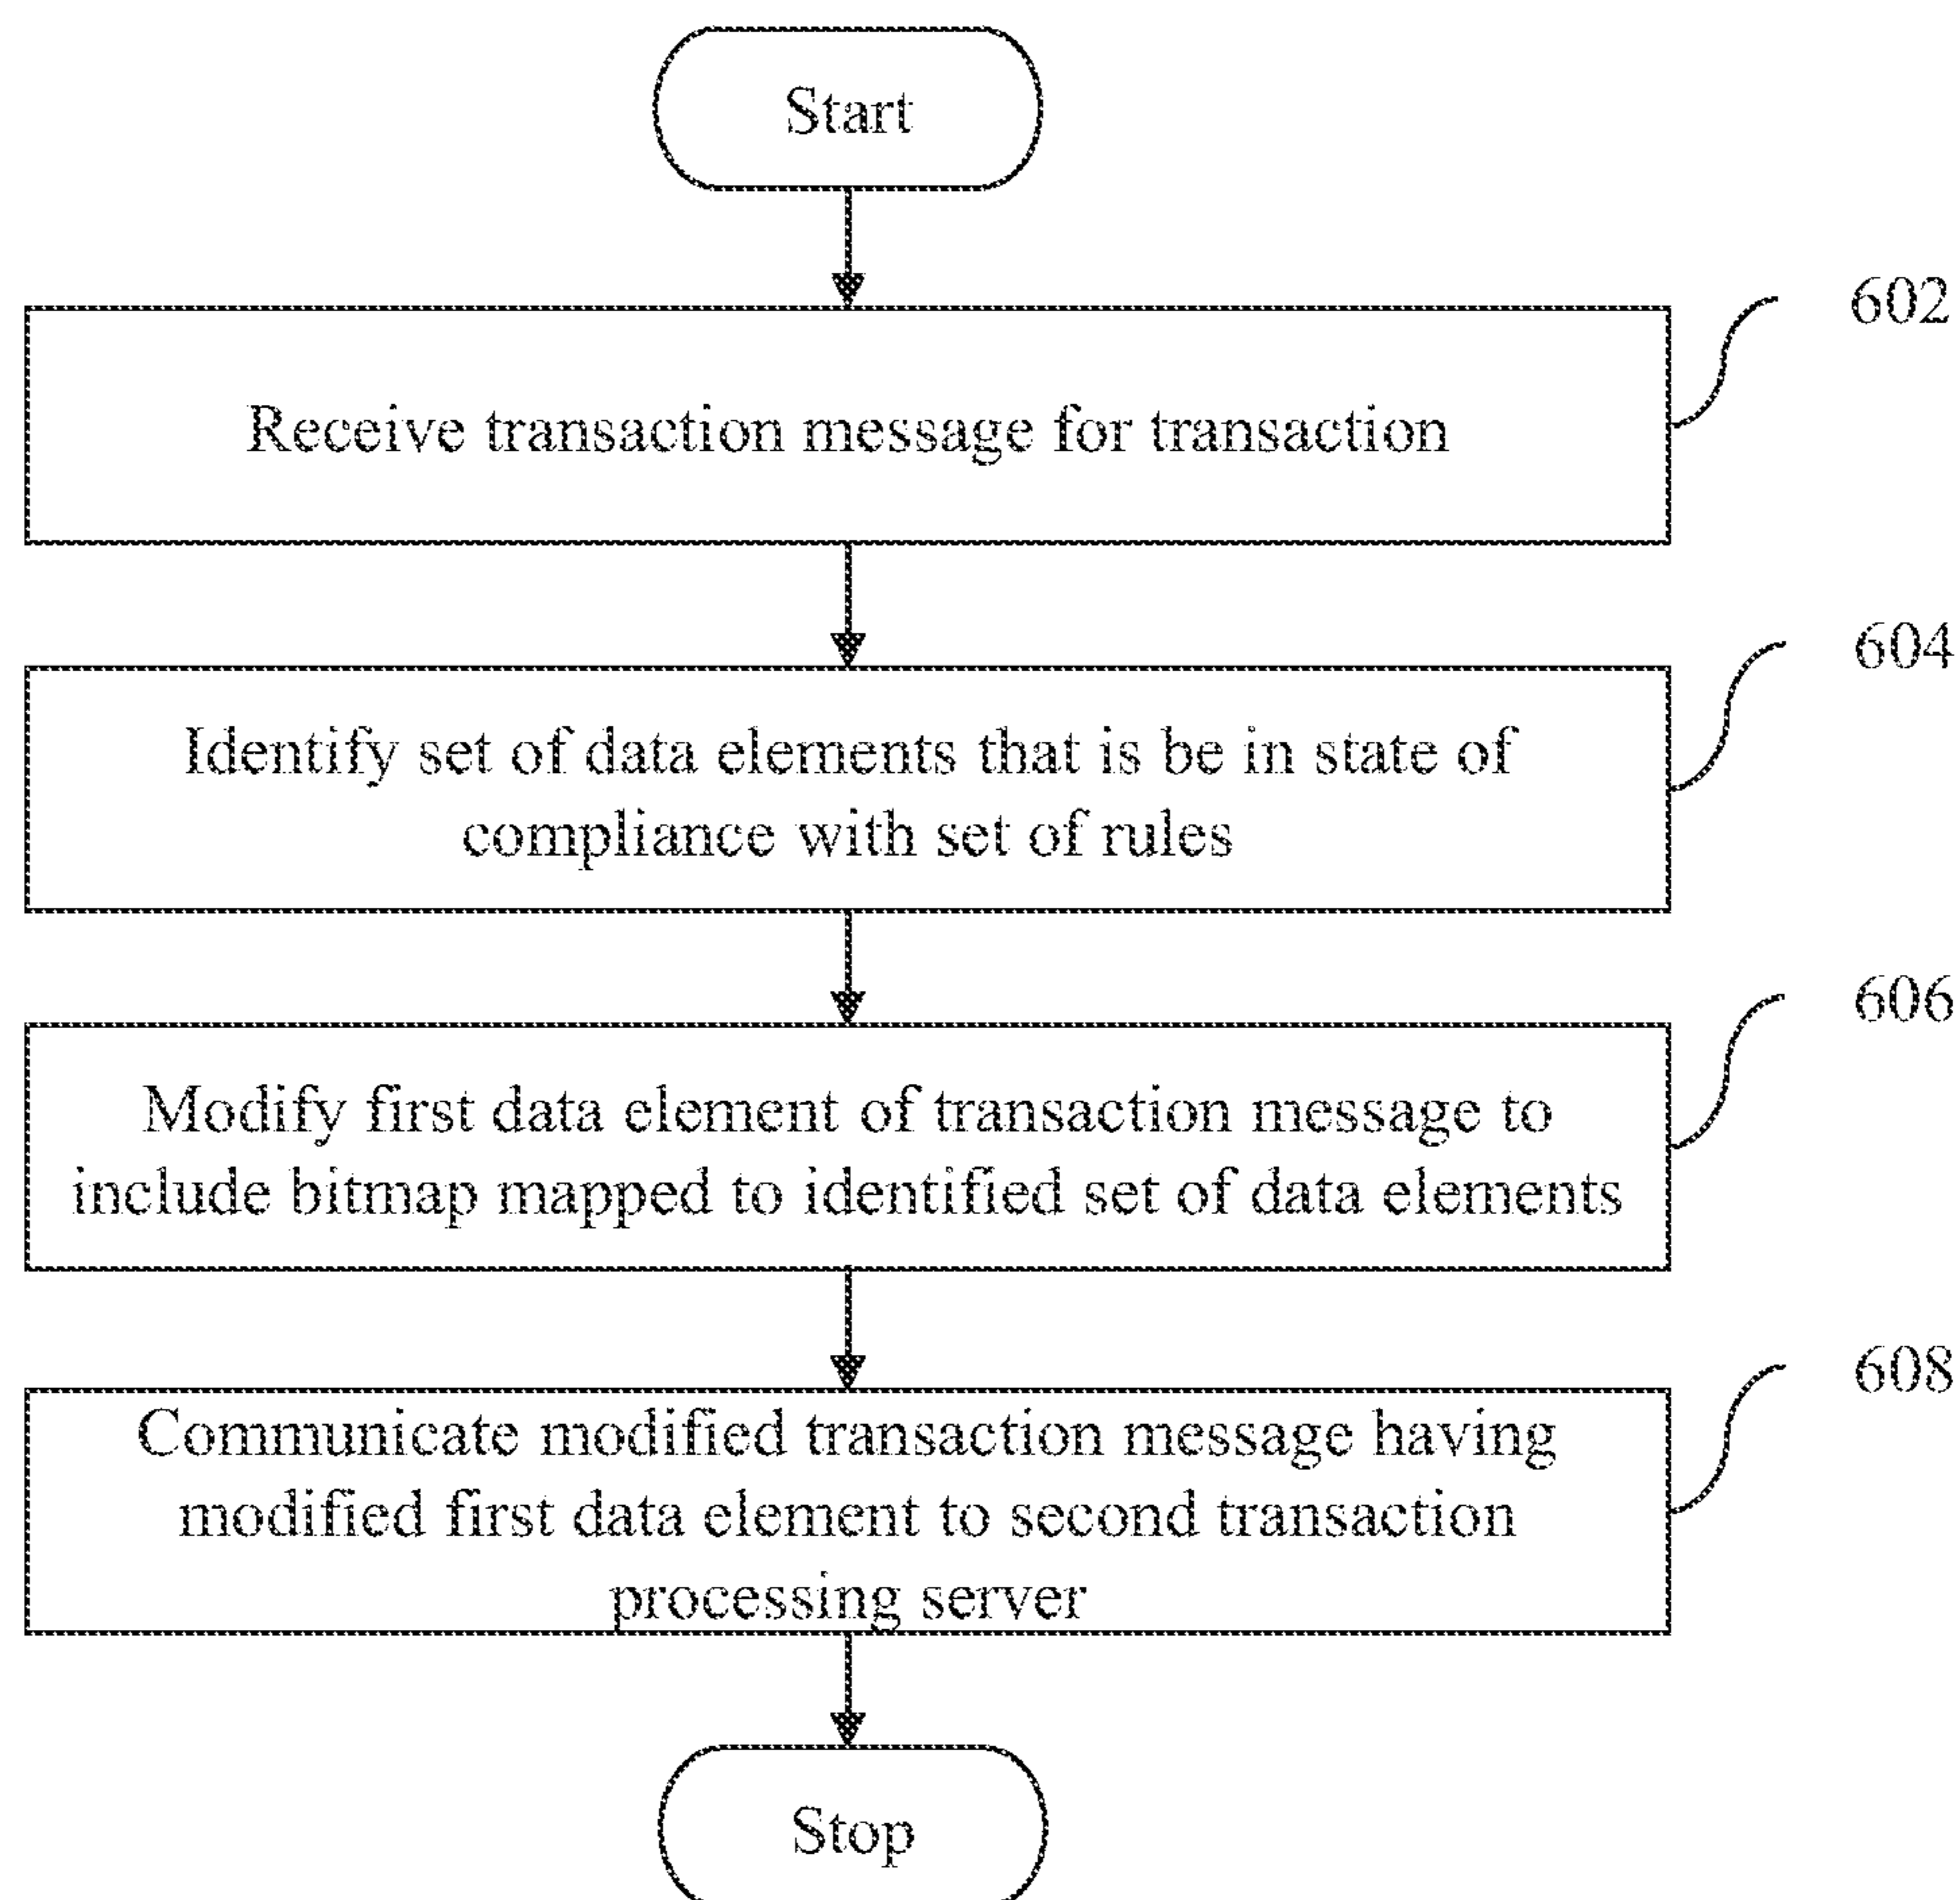 Start
602
Receive transaction message for transaction
604
Identify set of data elements that is be in state of
compliance with set of rules
606
Modify first data element of transaction message to
include bitmap mapped to identified set of data elements
608
Communicate modified transaction message having
modified first data element to second transaction
processing server
Stop